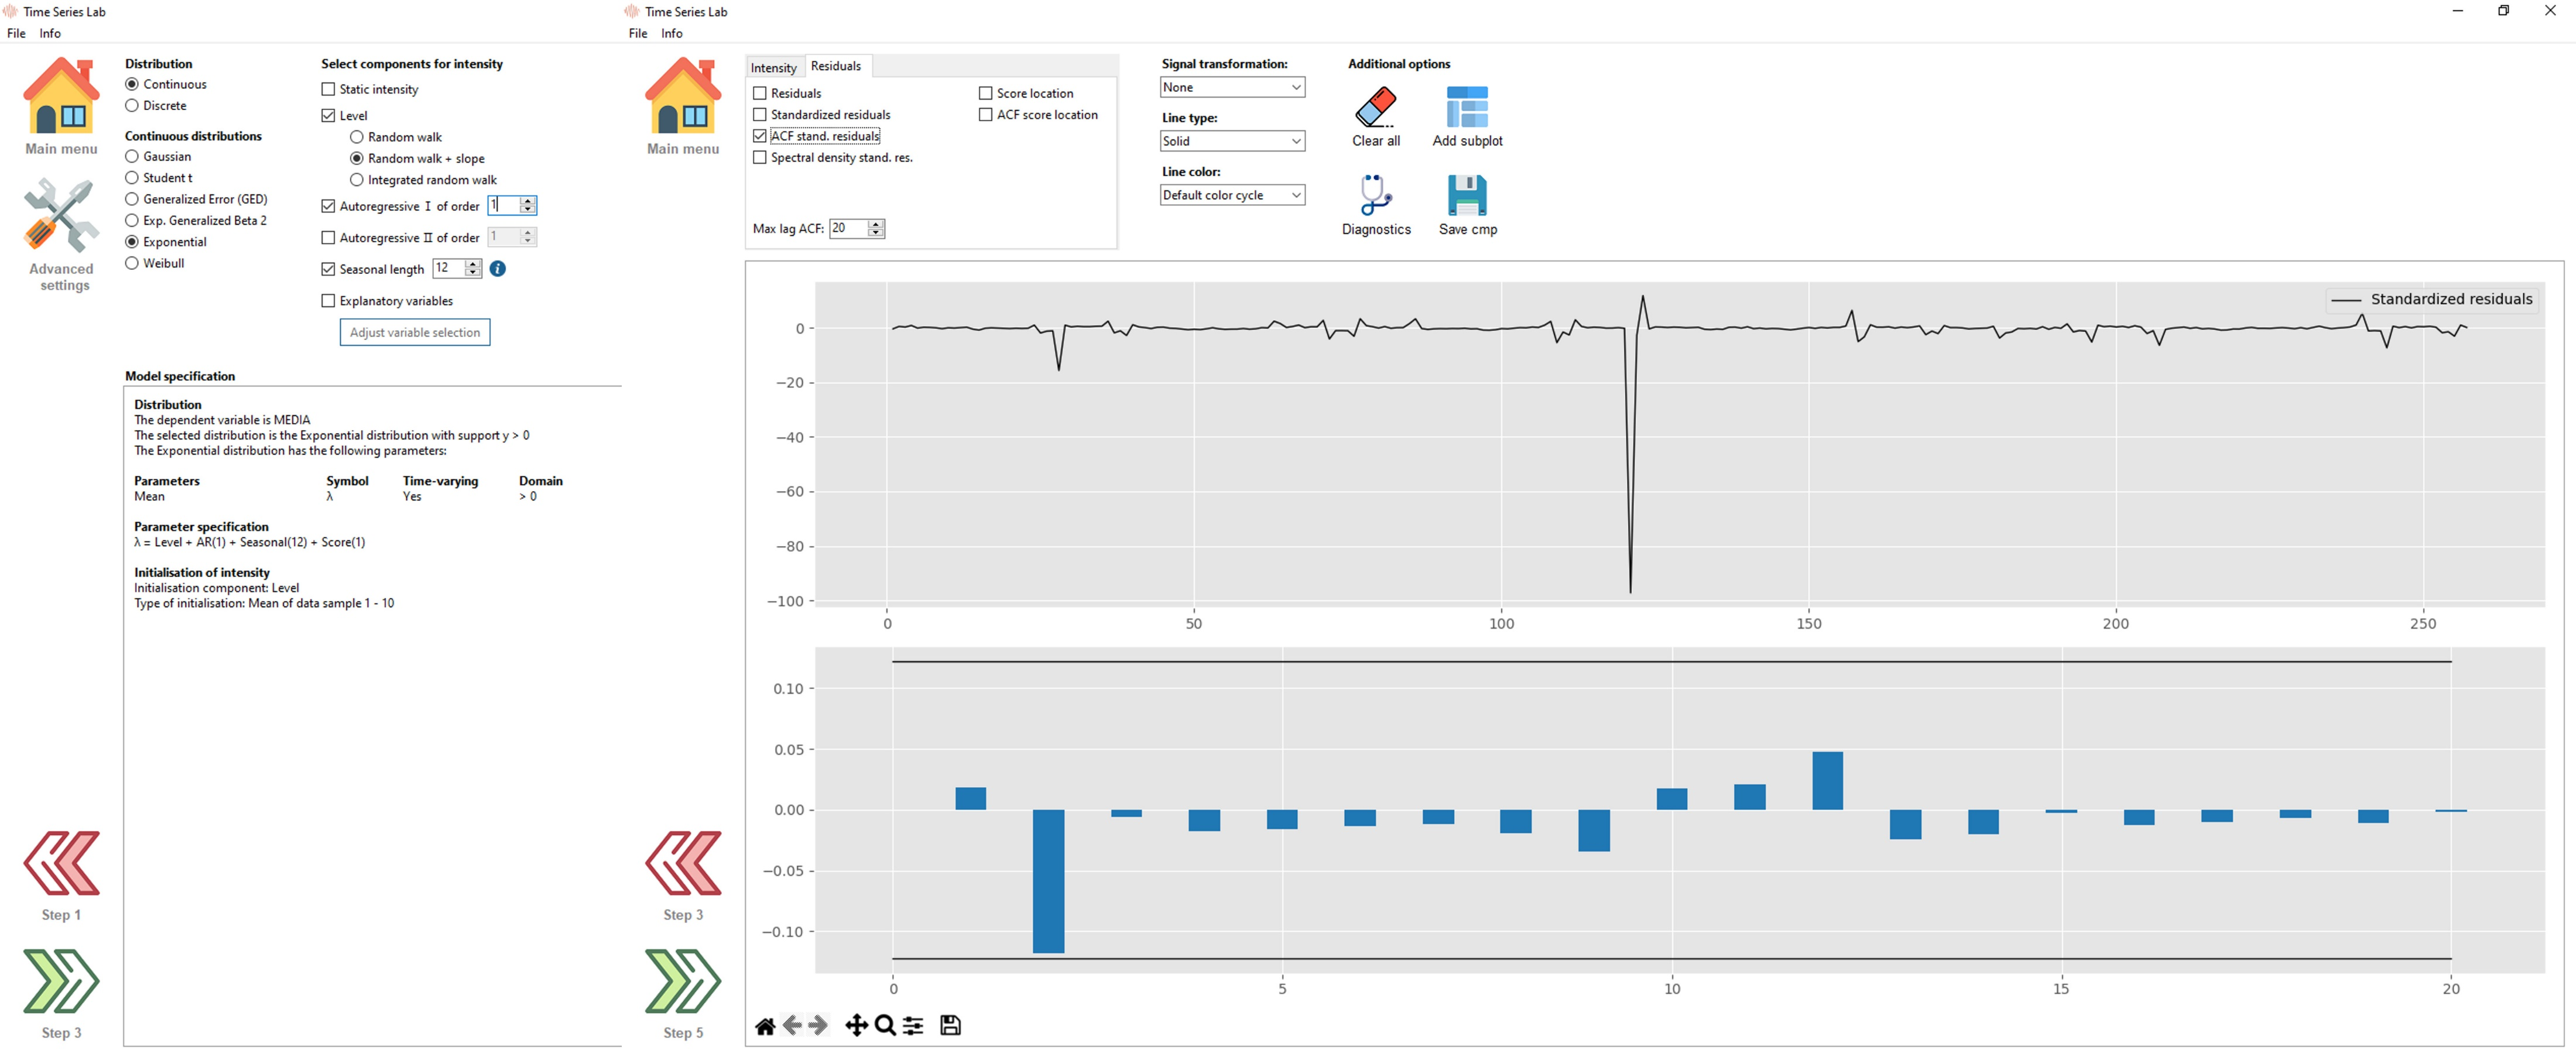 Time Series Lab
File Info
Main menu
Advanced
settings
Distribution
Continuous
Discrete
Continuous distributions
Gaussian
Student t
Generalized Error (GED)
Exp. Generalized Beta 2
Exponential
Weibull
Select components for intensity
Static intensity
Level
Random walk
Random walk + slope
Integrated random walk
Autoregressive I of order 1
Autoregressive II of order 1
Seasonal length 12
Explanatory variables
Adjust variable selection
Model specification
Distribution
The dependent variable is MEDIA
The selected distribution is the Exponential distribution with support y > 0
The Exponential distribution has the following parameters:
Parameters Symbol Time-varying Domain
Mean λ Yes > 0
Parameter specification
λ = Level + AR(1) + Seasonal(12) + Score(1)
Initialisation of intensity
Initialisation component: Level
Type of initialisation: Mean of data sample 1 - 10
Step 1
Step 3
Time Series Lab
File Info
Main menu
Step 3
Step 5
Intensity Residuals
Residuals
Standardized residuals
ACF stand. residuals
Spectral density stand. res.
Score location
ACF score location
Max lag ACF: 20
Signal transformation:
None
Line type:
Solid
Line color:
Default color cycle
Additional options
Clear all Add subplot
Diagnostics Save cmp
Standardized residuals
0
−20
−40
−60
−80
−100
0 50 100 150 200 250
0.10
0.05
0.00
−0.05
−0.10
0 5 10 15 20